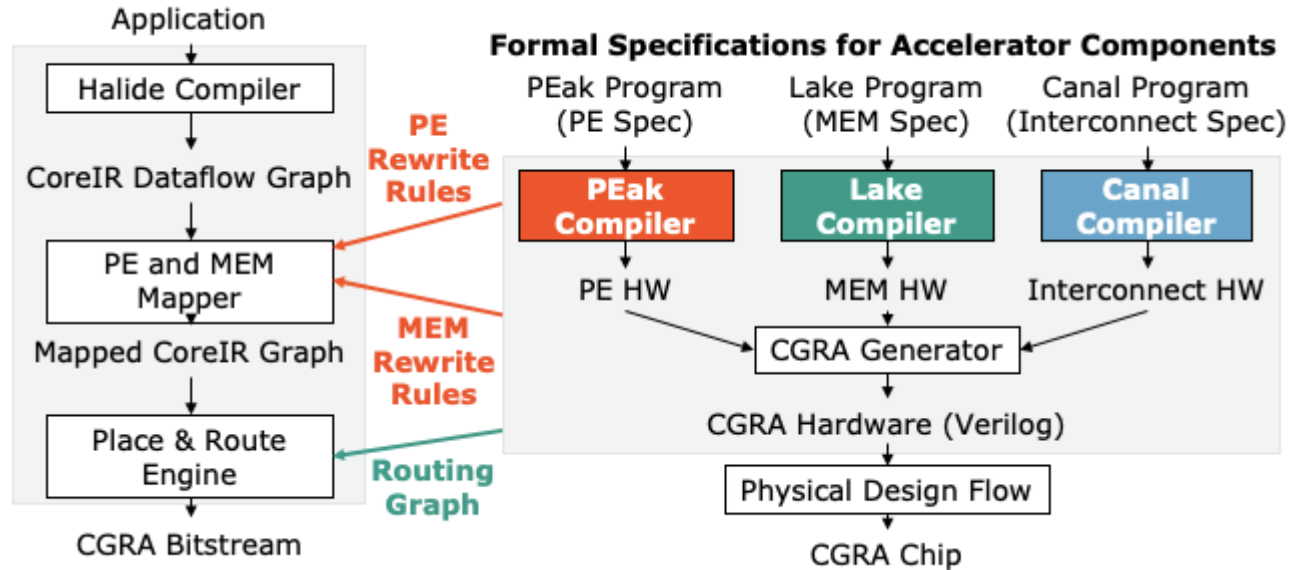 Application
Halide Compiler
CoreIR Dataflow Graph
PE and MEM
Mapper
Mapped CoreIR Graph
Place & Route
Engine
CGRA Bitstream
PE
Rewrite
Rules
MEM
Rewrite
Rules
Routing
Graph
Formal Specifications for Accelerator Components
PEak Program
(PE Spec)
Lake Program
(MEM Spec)
Canal Program
(Interconnect Spec)
PEak
Compiler
Lake
Compiler
Canal
Compiler
PE HW
MEM HW
Interconnect HW
CGRA Generator
CGRA Hardware (Verilog)
Physical Design Flow
CGRA Chip